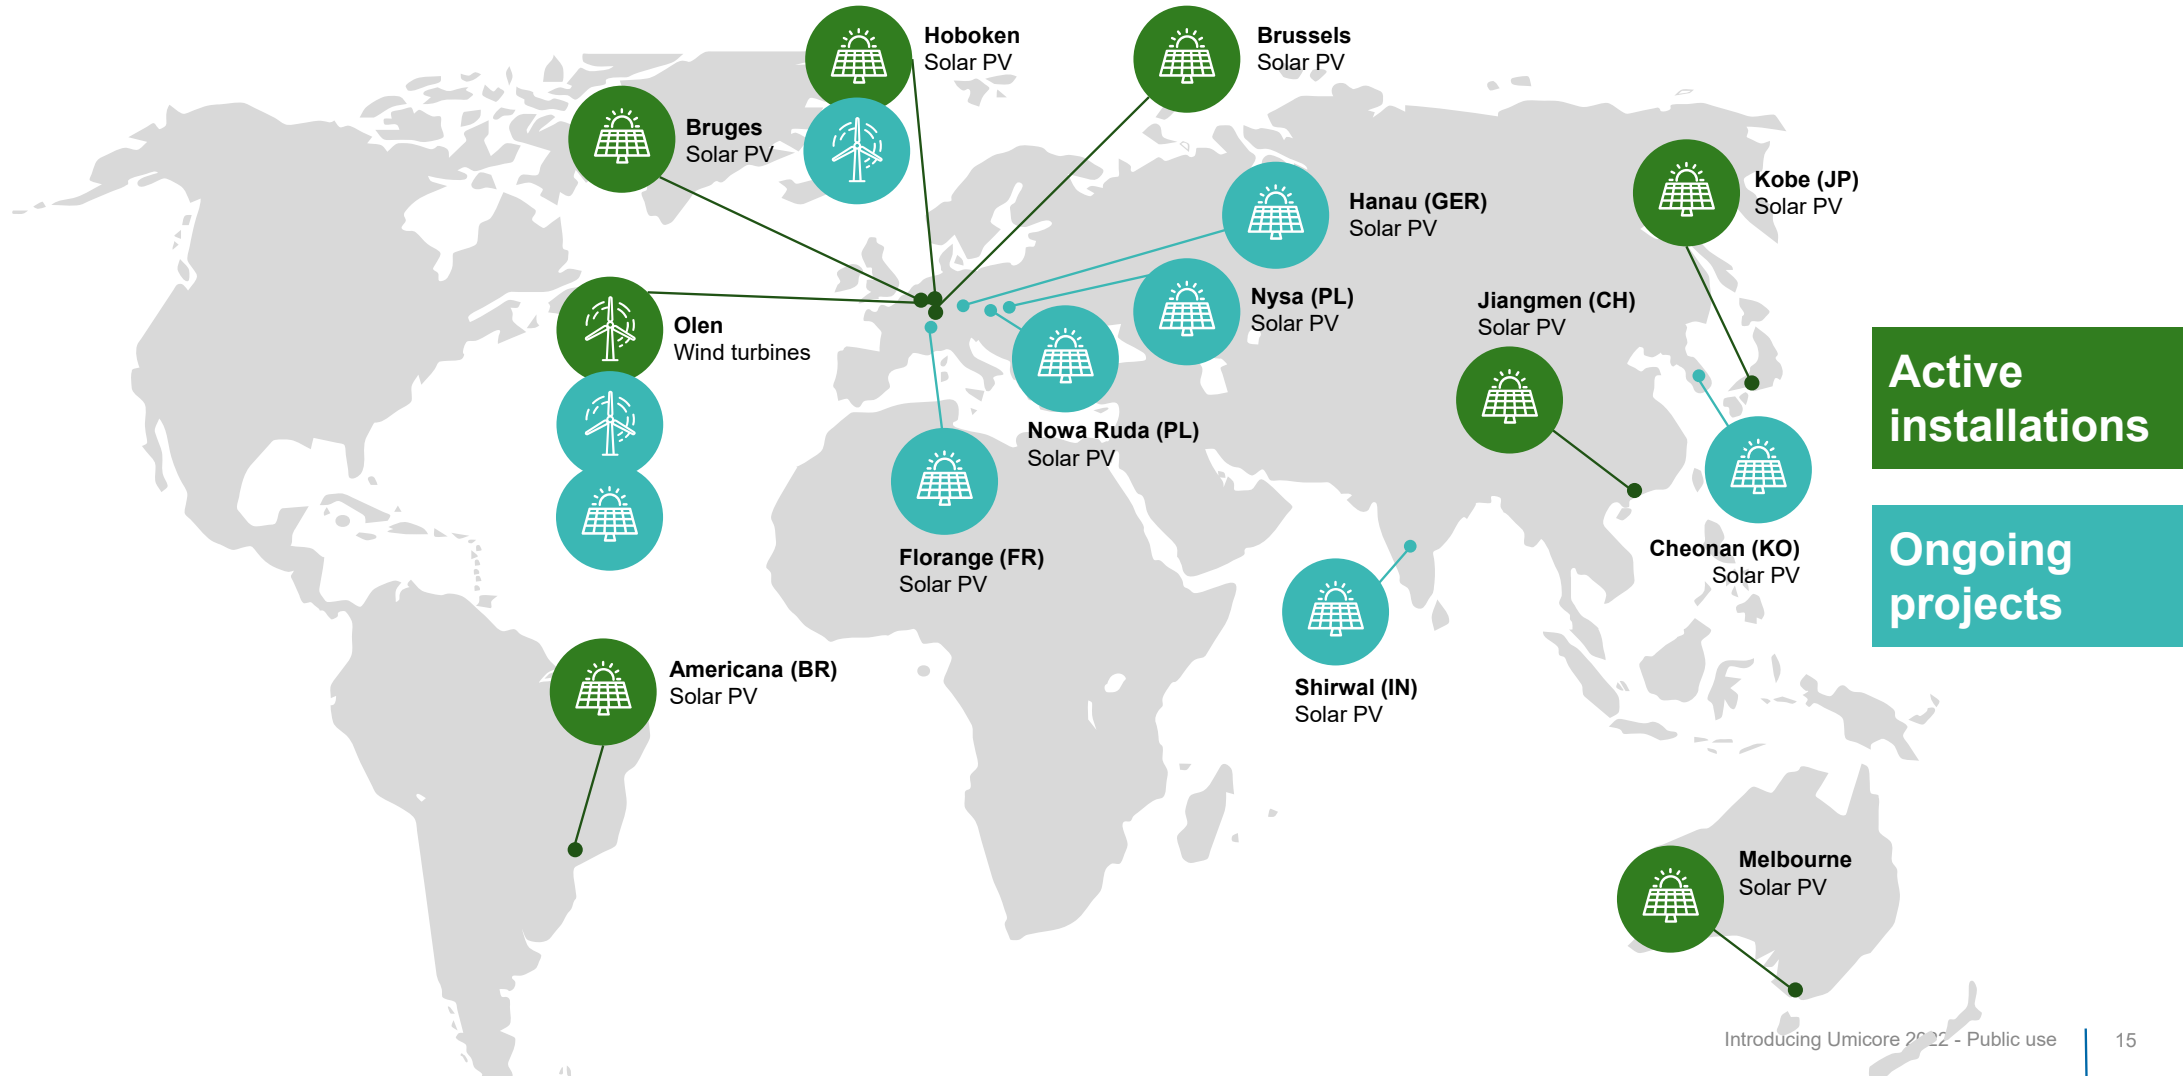 Hoboken
Solar PV
Brussels
Solar PV
Bruges
Solar PV
Kobe (JP)
Solar PV
Hanau (GER)
Solar PV
Nysa (PL)
Solar PV
Jiangmen (CH)
Solar PV
Olen
Wind turbines
Active
installations
Nowa Ruda (PL)
Solar PV
Florange (FR)
Solar PV
Cheonan (KO)
Solar PV
Ongoing
projects
Americana (BR)
Solar PV
Shirwal (IN)
Solar PV
Melbourne
Solar PV
Introducing Umicore 2022 - Public use
15